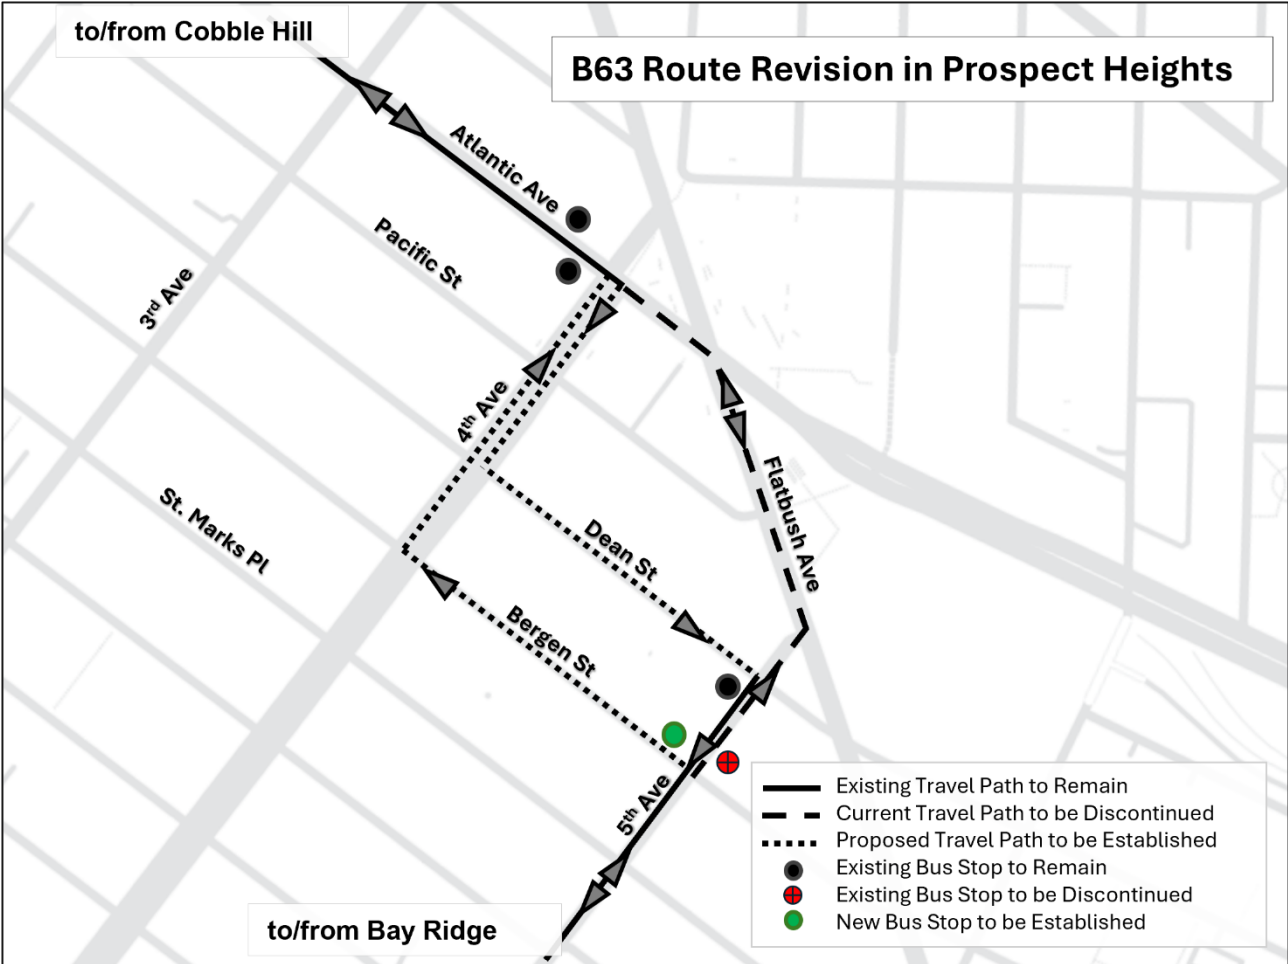 to/from Cobble Hill
B63 Route Revision in Prospect Heights
Atlantic Ave
Pacific St
3rd Ave
4th Ave
Flatbush Ave
St. Marks Pl
Dean St
Bergen St
5th Ave
Existing Travel Path to Remain
Current Travel Path to be Discontinued
Proposed Travel Path to be Established
Existing Bus Stop to Remain
Existing Bus Stop to be Discontinued
New Bus Stop to be Established
to/from Bay Ridge